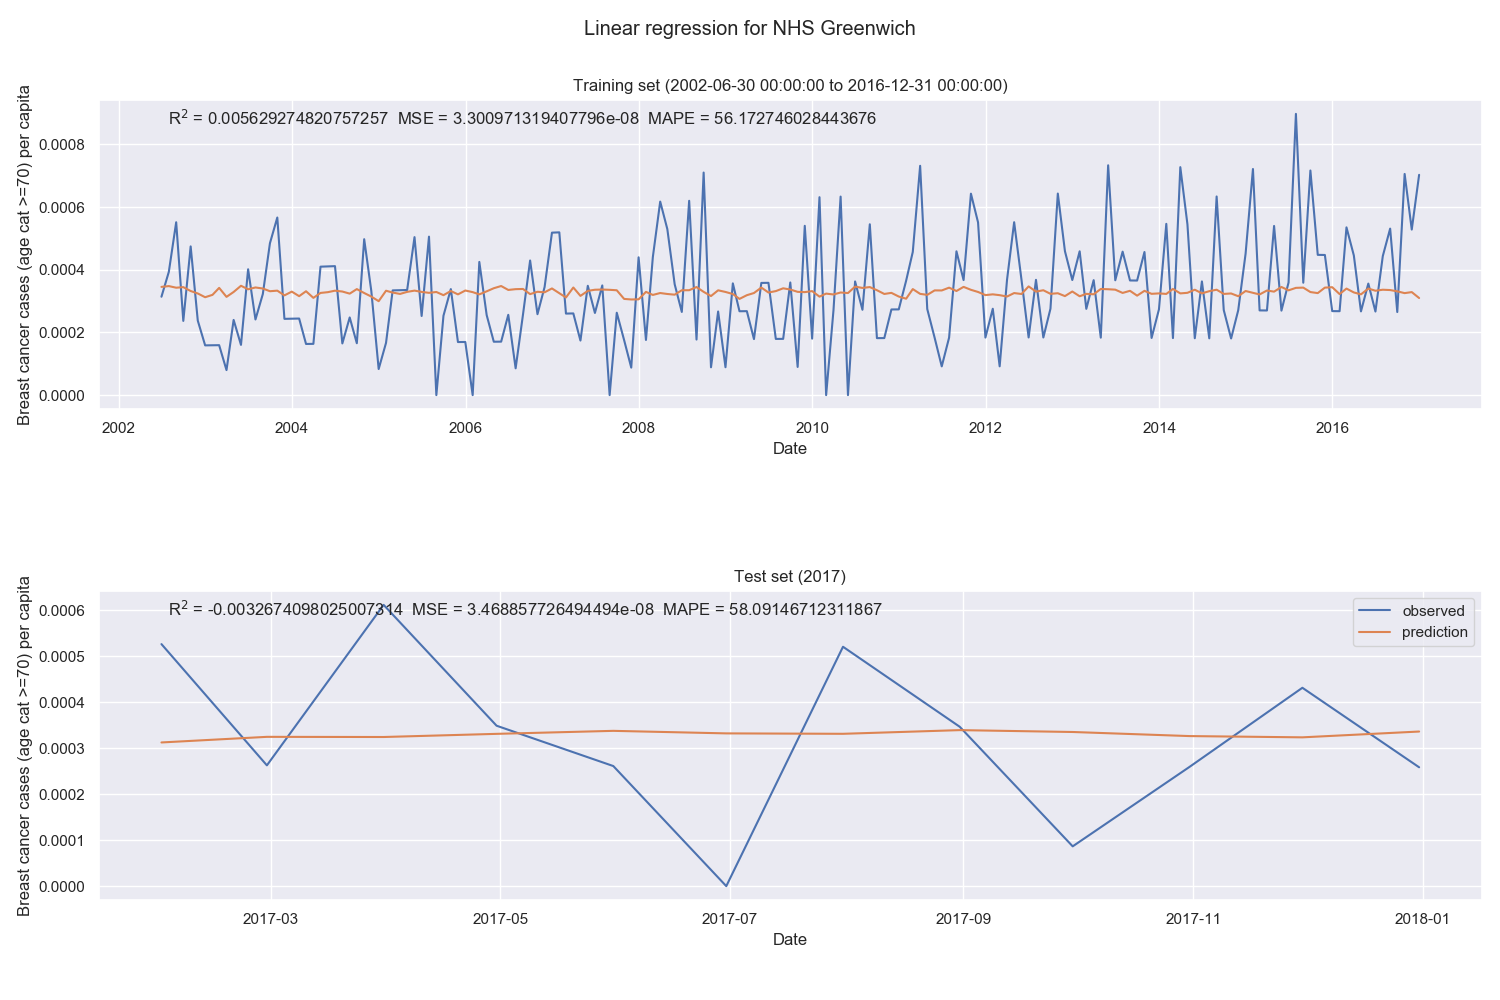 Linear regression for NHS Greenwich
Training set (2002-06-30 00:00:00 to 2016-12-31 00:00:00)
R² = 0.005629274820757257 MSE = 3.300971319407796e-08 MAPE = 56.172746028443676
Breast cancer cases (age cat >=70) per capita
0.0008
0.0006
0.0004
0.0002
0.0000
2002 2004 2006 2008 2010 2012 2014 2016
Date
Test set (2017)
R² = -0.0032674098025007314 MSE = 3.468857726494494e-08 MAPE = 58.09146712311867
observed
prediction
Breast cancer cases (age cat >=70) per capita
0.0006
0.0005
0.0004
0.0003
0.0002
0.0001
0.0000
2017-03 2017-05 2017-07 2017-09 2017-11 2018-01
Date